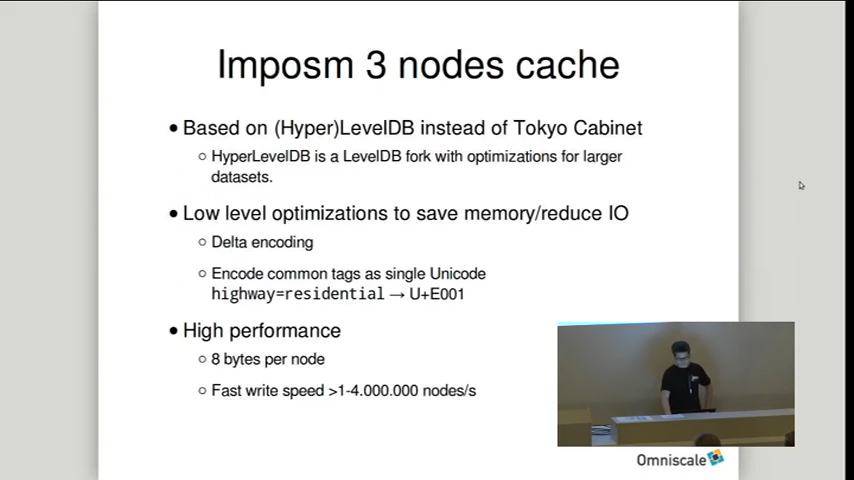 Imposm 3 nodes cache
• Based on (Hyper)LevelDB instead of Tokyo Cabinet
○ HyperLevelDB is a LevelDB fork with optimizations for larger
datasets.
• Low level optimizations to save memory/reduce IO
○ Delta encoding
○ Encode common tags as single Unicode
highway=residential → U+E001
• High performance
○ 8 bytes per node
○ Fast write speed >1-4.000.000 nodes/s
Omniscale